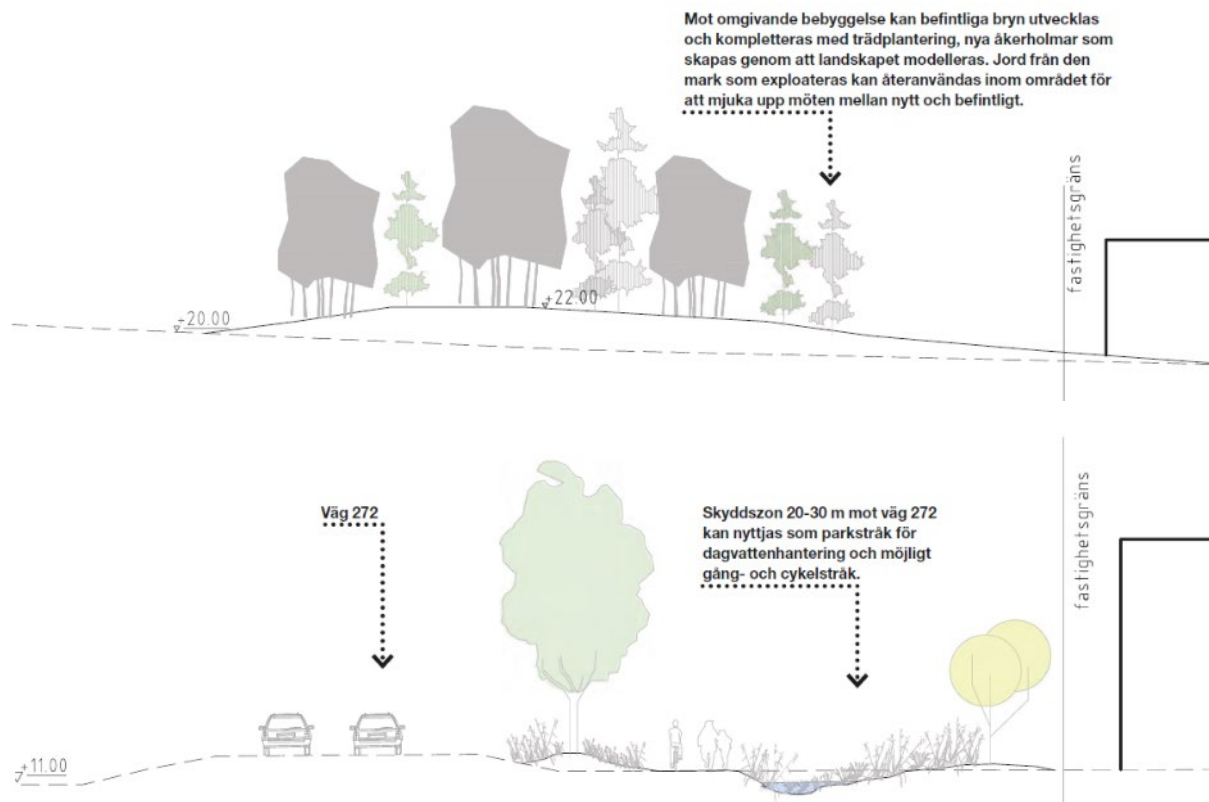 Mot omgivande bebyggelse kan befintliga bryn utvecklas
och kompletteras med trädplantering, nya åkerholmar som
skapas genom att landskapet modelleras. Jord från den
mark som exploateras kan återanvändas inom området för
att mjuka upp möten mellan nytt och befintligt.
fastighetsgräns
+22.00
+20.00
Väg 272
Skyddszon 20-30 m mot väg 272
kan nyttjas som parkstråk för
dagvattenhantering och möjligt
gång- och cykelstråk.
fastighetsgräns
+11.00